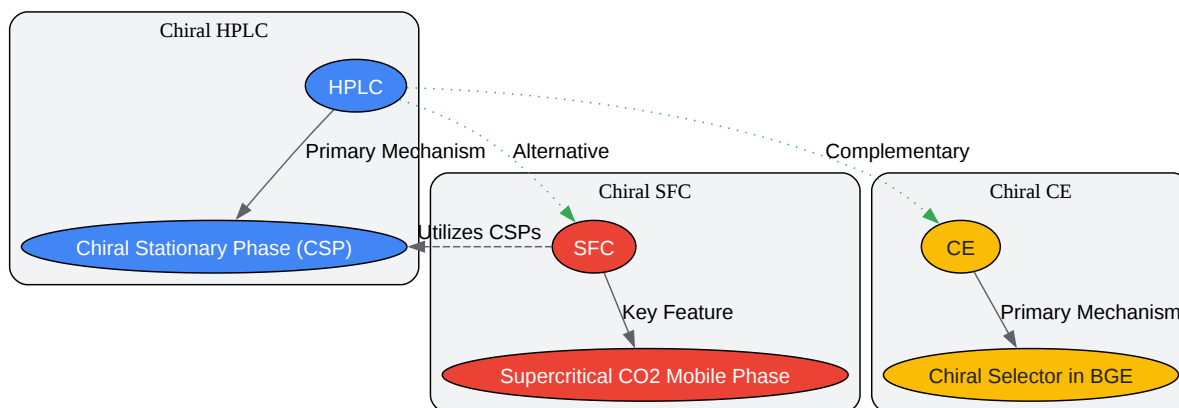 Chiral HPLC
HPLC
Primary Mechanism
Alternative
Complementary
Chiral SFC
Chiral CE
Chiral Stationary Phase (CSP)
Utilizes CSPs
SFC
CE
Key Feature
Primary Mechanism
Supercritical CO2 Mobile Phase
Chiral Selector in BGE